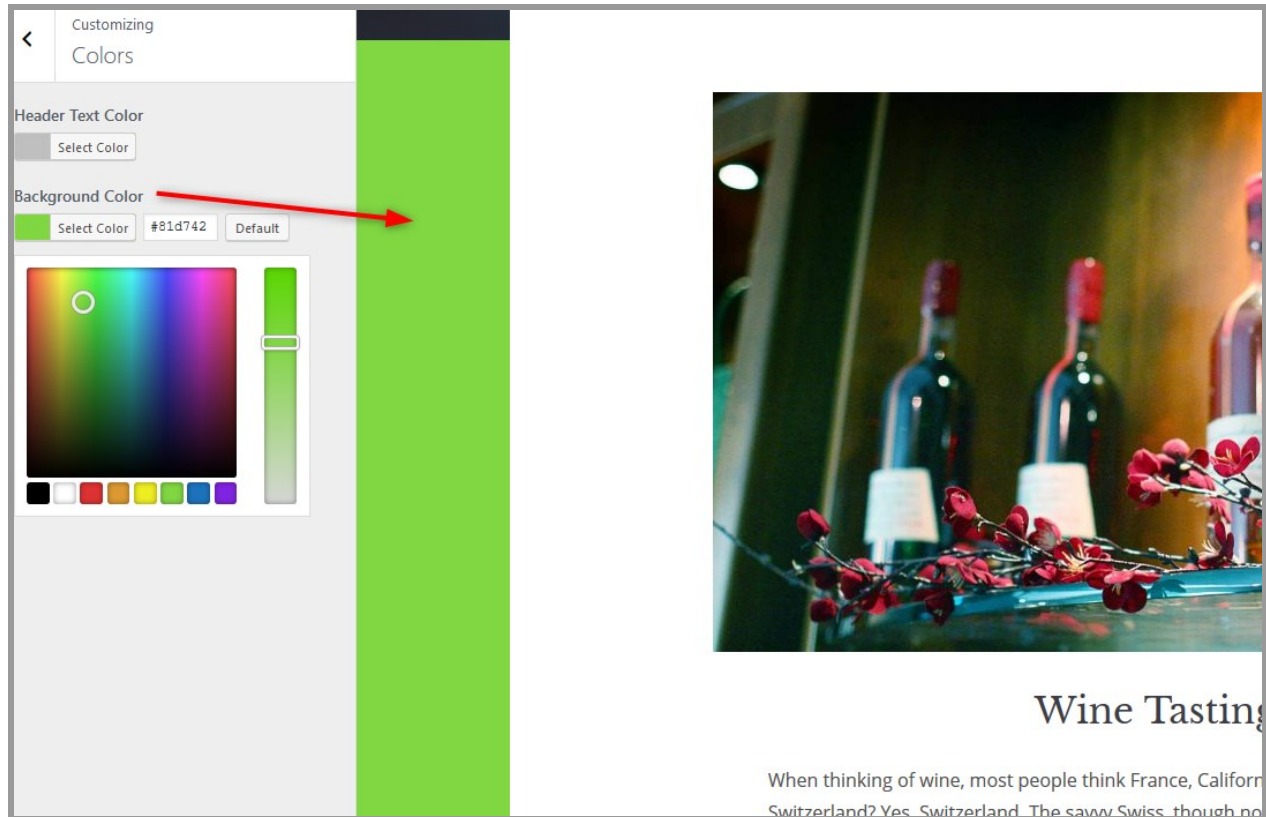 Customizing
Colors
Header Text Color
Select Color
Background Color
Select Color #81d742 Default
Wine Tasting
When thinking of wine, most people think France, Californ
Switzerland? Yes, Switzerland. The savvy Swiss, though no